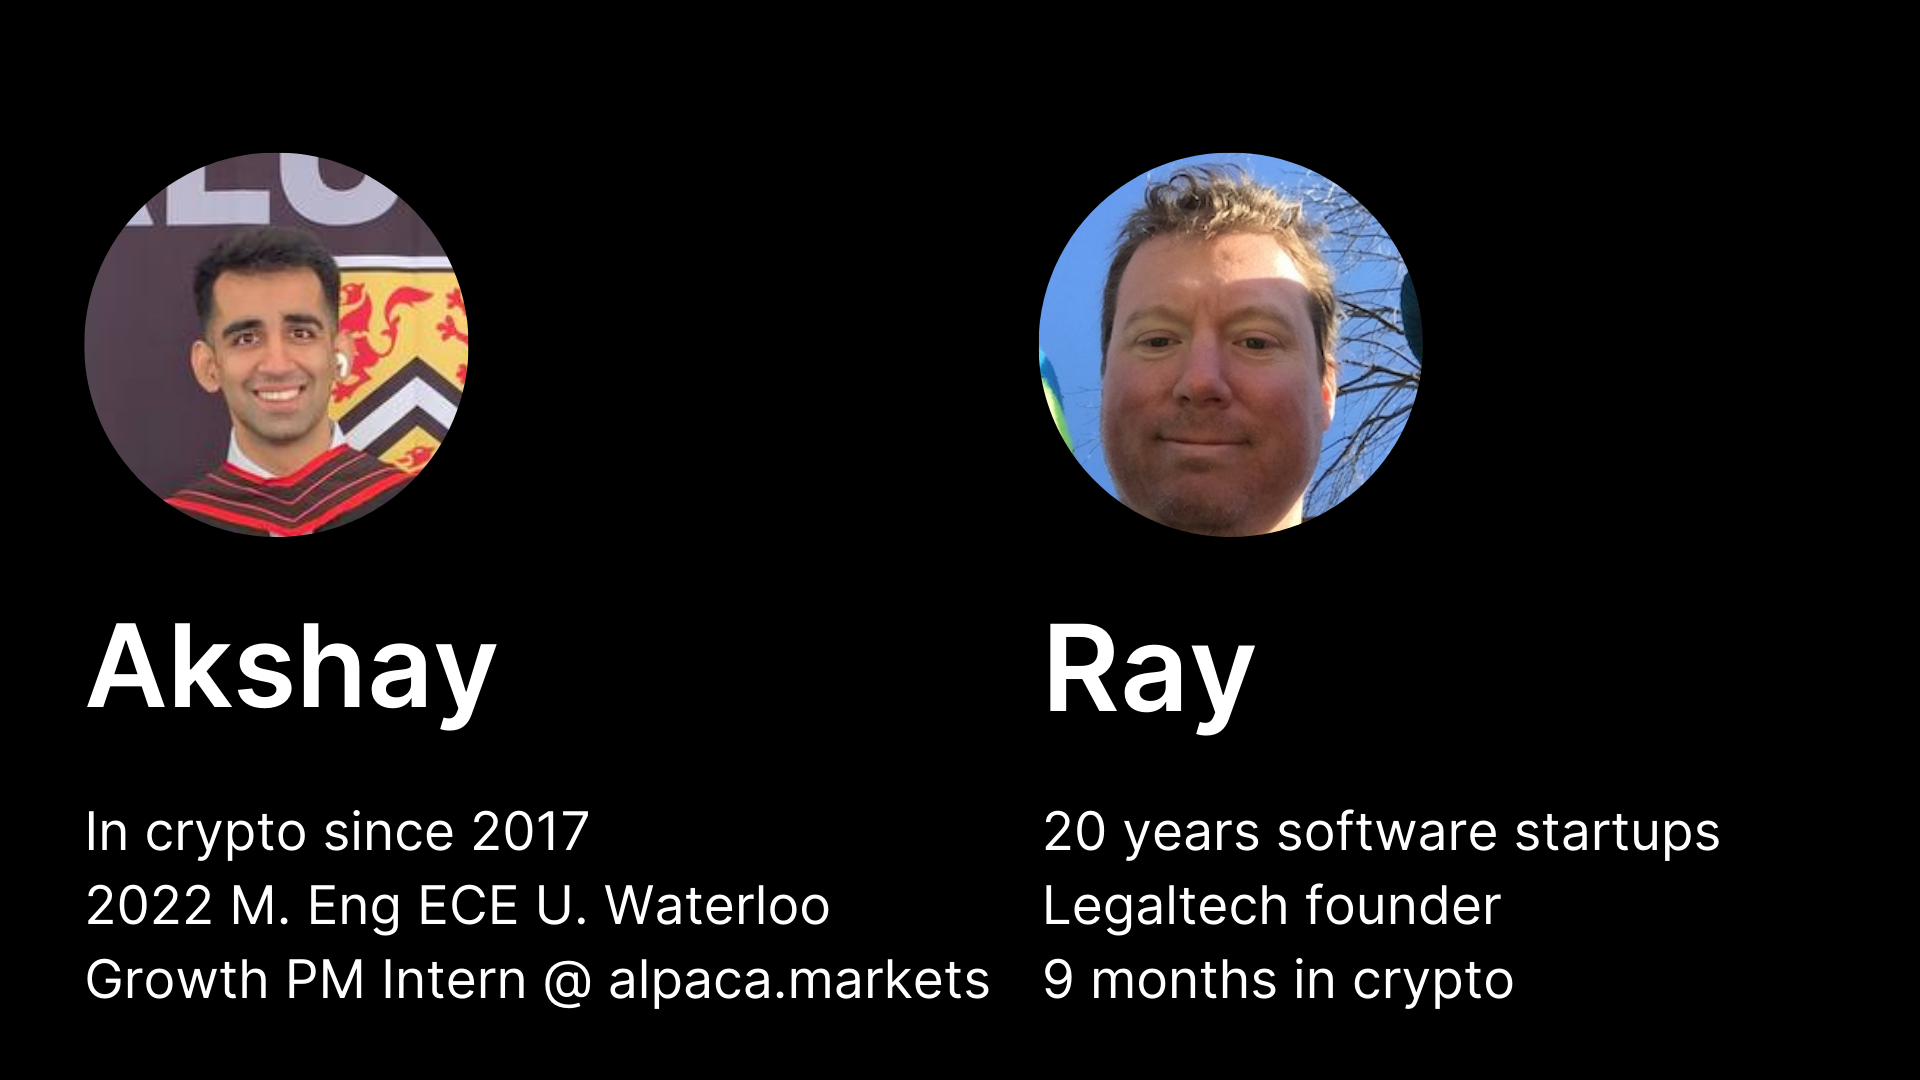 Akshay
In crypto since 2017
2022 M. Eng ECE U. Waterloo
Growth PM Intern @ alpaca.markets
Ray
20 years software startups
Legaltech founder
9 months in crypto